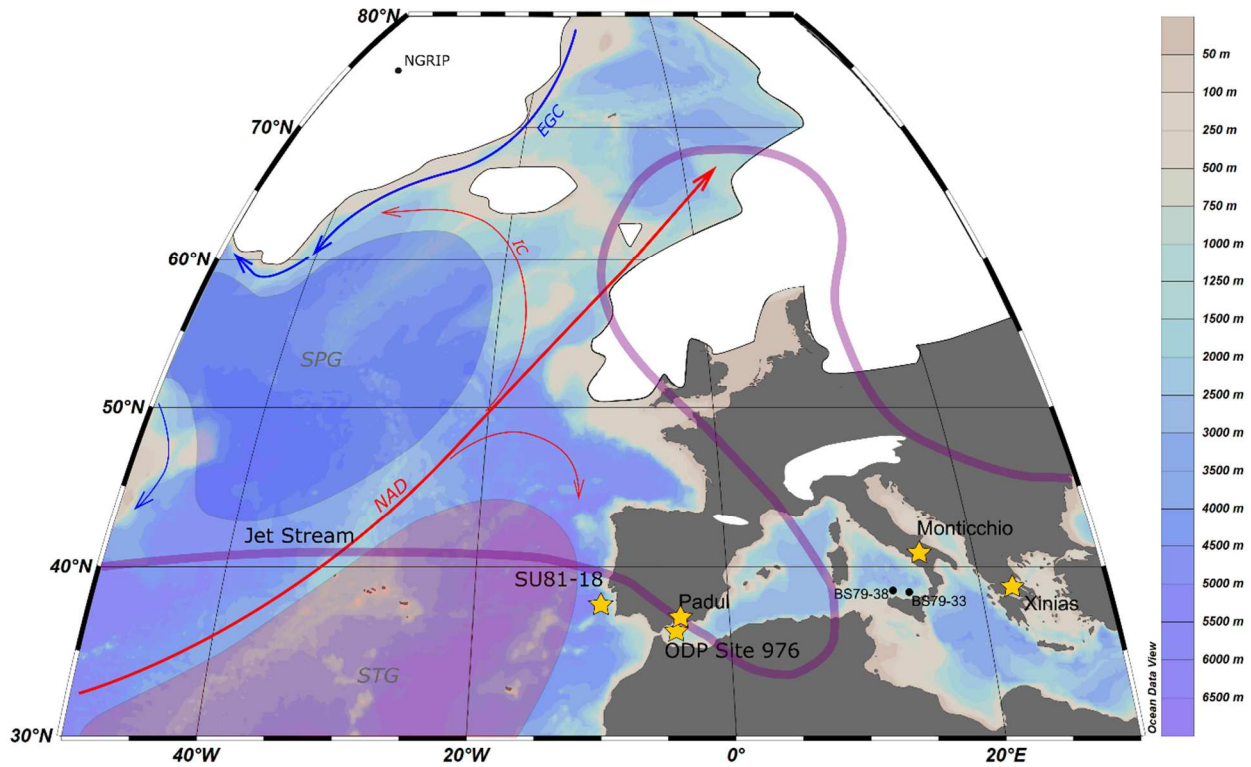 80°N
NGRIP
EGC
70°N
IC
60°N
SPG
50°N
NAD
Jet Stream
40°N
SU81-18
Padul
ODP Site 976
Monticchio
BS79-38
BS79-33
Xinias
STG
30°N
40°W
20°W
0°
20°E
Ocean Data View
50 m
100 m
250 m
500 m
750 m
1000 m
1250 m
1500 m
2000 m
2500 m
3000 m
3500 m
4000 m
4500 m
5000 m
5500 m
6000 m
6500 m